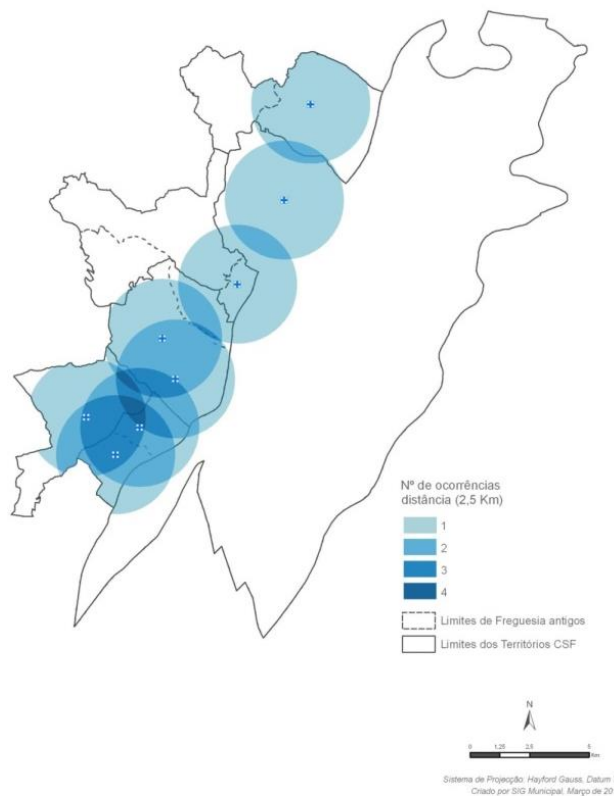 Nº de ocorrências
distância (2,5 Km)
1
2
3
4
Limites de Freguesia antigos
Limites dos Territórios CSF
N
0 1,25 2,5 5
Km
Sistema de Projecção: Hayford Gauss, Datum
Criado por SIG Municipal, Março de 20